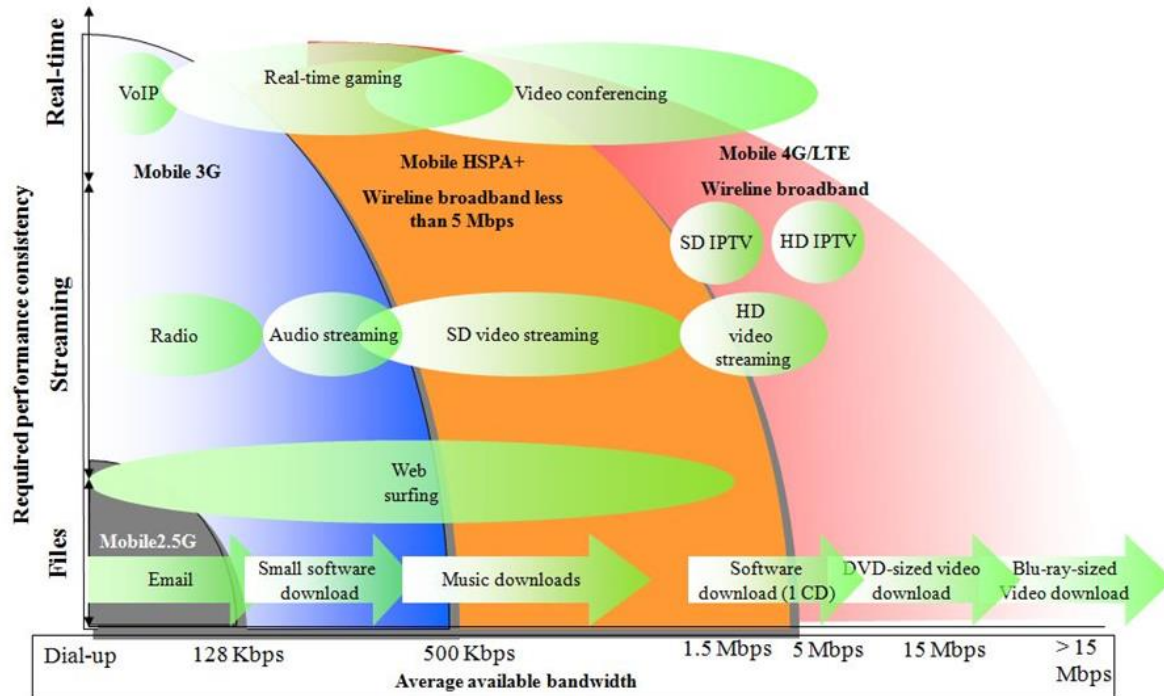 Required performance consistency
Real-time
Streaming
Files
VoIP
Real-time gaming
Video conferencing
Mobile 3G
Mobile HSPA+
Wireline broadband less
than 5 Mbps
Mobile 4G/LTE
Wireline broadband
SD IPTV
HD IPTV
Radio
Audio streaming
SD video streaming
HD
video
streaming
Web
surfing
Mobile2.5G
Email
Small software
download
Music downloads
Software
download (1 CD)
DVD-sized video
download
Blu-ray-sized
Video download
Dial-up
128 Kbps
500 Kbps
1.5 Mbps
5 Mbps
15 Mbps
> 15
Mbps
Average available bandwidth